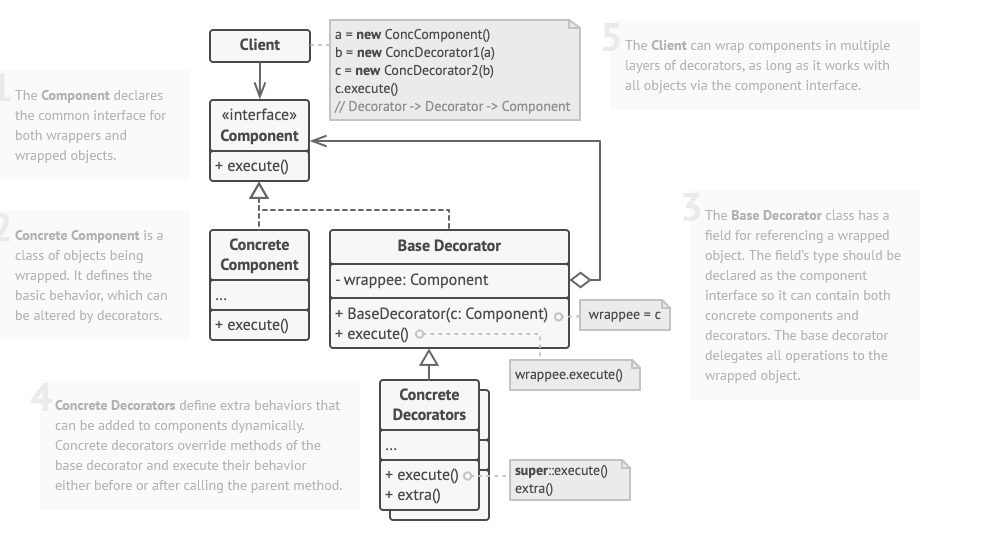 Client
a = new ConcComponent()
b = new ConcDecorator1(a)
c = new ConcDecorator2(b)
c.execute()
// Decorator -> Decorator -> Component
5
The Client can wrap components in multiple
layers of decorators, as long as it works with
all objects via the component interface.
1
The Component declares
the common interface for
both wrappers and
wrapped objects.
«interface»
Component
+ execute()
2
Concrete Component is a
class of objects being
wrapped. It defines the
basic behavior, which can
be altered by decorators.
Concrete
Component
...
+ execute()
Base Decorator
- wrappee: Component
+ BaseDecorator(c: Component)
+ execute()
wrappee = c
wrappee.execute()
3
The Base Decorator class has a
field for referencing a wrapped
object. The field's type should be
declared as the component
interface so it can contain both
concrete components and
decorators. The base decorator
delegates all operations to the
wrapped object.
4
Concrete Decorators define extra behaviors that
can be added to components dynamically.
Concrete decorators override methods of the
base decorator and execute their behavior
either before or after calling the parent method.
Concrete
Decorators
...
+ execute()
+ extra()
super::execute()
extra()